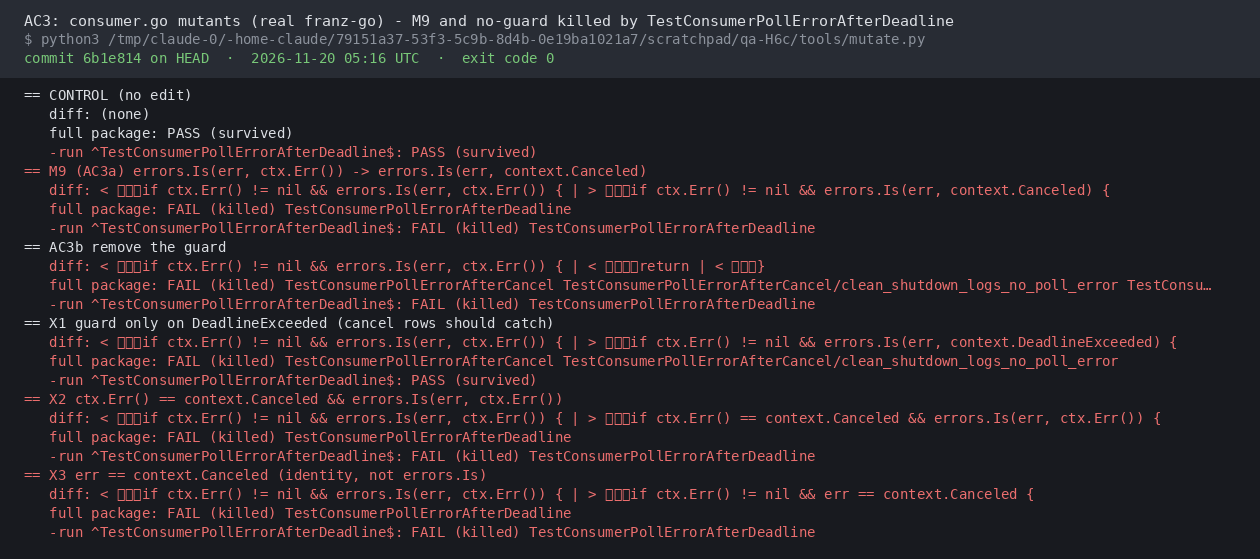 AC3: consumer.go mutants (real franz-go) - M9 and no-guard killed by TestConsumerPollErrorAfterDeadline
$ python3 /tmp/claude-0/-home-claude/79151a37-53f3-5c9b-8d4b-0e19ba1021a7/scratchpad/qa-H6c/tools/mutate.py
commit 6b1e814 on HEAD · 2026-11-20 05:16 UTC · exit code 0
== CONTROL (no edit)
diff: (none)
full package: PASS (survived)
-run ^TestConsumerPollErrorAfterDeadline$: PASS (survived)
== M9 (AC3a) errors.Is(err, ctx.Err()) -> errors.Is(err, context.Canceled)
diff: < □□□if ctx.Err() != nil && errors.Is(err, ctx.Err()) { | > □□□if ctx.Err() != nil && errors.Is(err, context.Canceled) {
full package: FAIL (killed) TestConsumerPollErrorAfterDeadline
-run ^TestConsumerPollErrorAfterDeadline$: FAIL (killed) TestConsumerPollErrorAfterDeadline
== AC3b remove the guard
diff: < □□□if ctx.Err() != nil && errors.Is(err, ctx.Err()) { | < □□□□return | < □□□}
full package: FAIL (killed) TestConsumerPollErrorAfterCancel TestConsumerPollErrorAfterCancel/clean_shutdown_logs_no_poll_error TestConsu…
-run ^TestConsumerPollErrorAfterDeadline$: FAIL (killed) TestConsumerPollErrorAfterDeadline
== X1 guard only on DeadlineExceeded (cancel rows should catch)
diff: < □□□if ctx.Err() != nil && errors.Is(err, ctx.Err()) { | > □□□if ctx.Err() != nil && errors.Is(err, context.DeadlineExceeded) {
full package: FAIL (killed) TestConsumerPollErrorAfterCancel TestConsumerPollErrorAfterCancel/clean_shutdown_logs_no_poll_error
-run ^TestConsumerPollErrorAfterDeadline$: PASS (survived)
== X2 ctx.Err() == context.Canceled && errors.Is(err, ctx.Err())
diff: < □□□if ctx.Err() != nil && errors.Is(err, ctx.Err()) { | > □□□if ctx.Err() == context.Canceled && errors.Is(err, ctx.Err()) {
full package: FAIL (killed) TestConsumerPollErrorAfterDeadline
-run ^TestConsumerPollErrorAfterDeadline$: FAIL (killed) TestConsumerPollErrorAfterDeadline
== X3 err == context.Canceled (identity, not errors.Is)
diff: < □□□if ctx.Err() != nil && errors.Is(err, ctx.Err()) { | > □□□if ctx.Err() != nil && err == context.Canceled {
full package: FAIL (killed) TestConsumerPollErrorAfterDeadline
-run ^TestConsumerPollErrorAfterDeadline$: FAIL (killed) TestConsumerPollErrorAfterDeadline